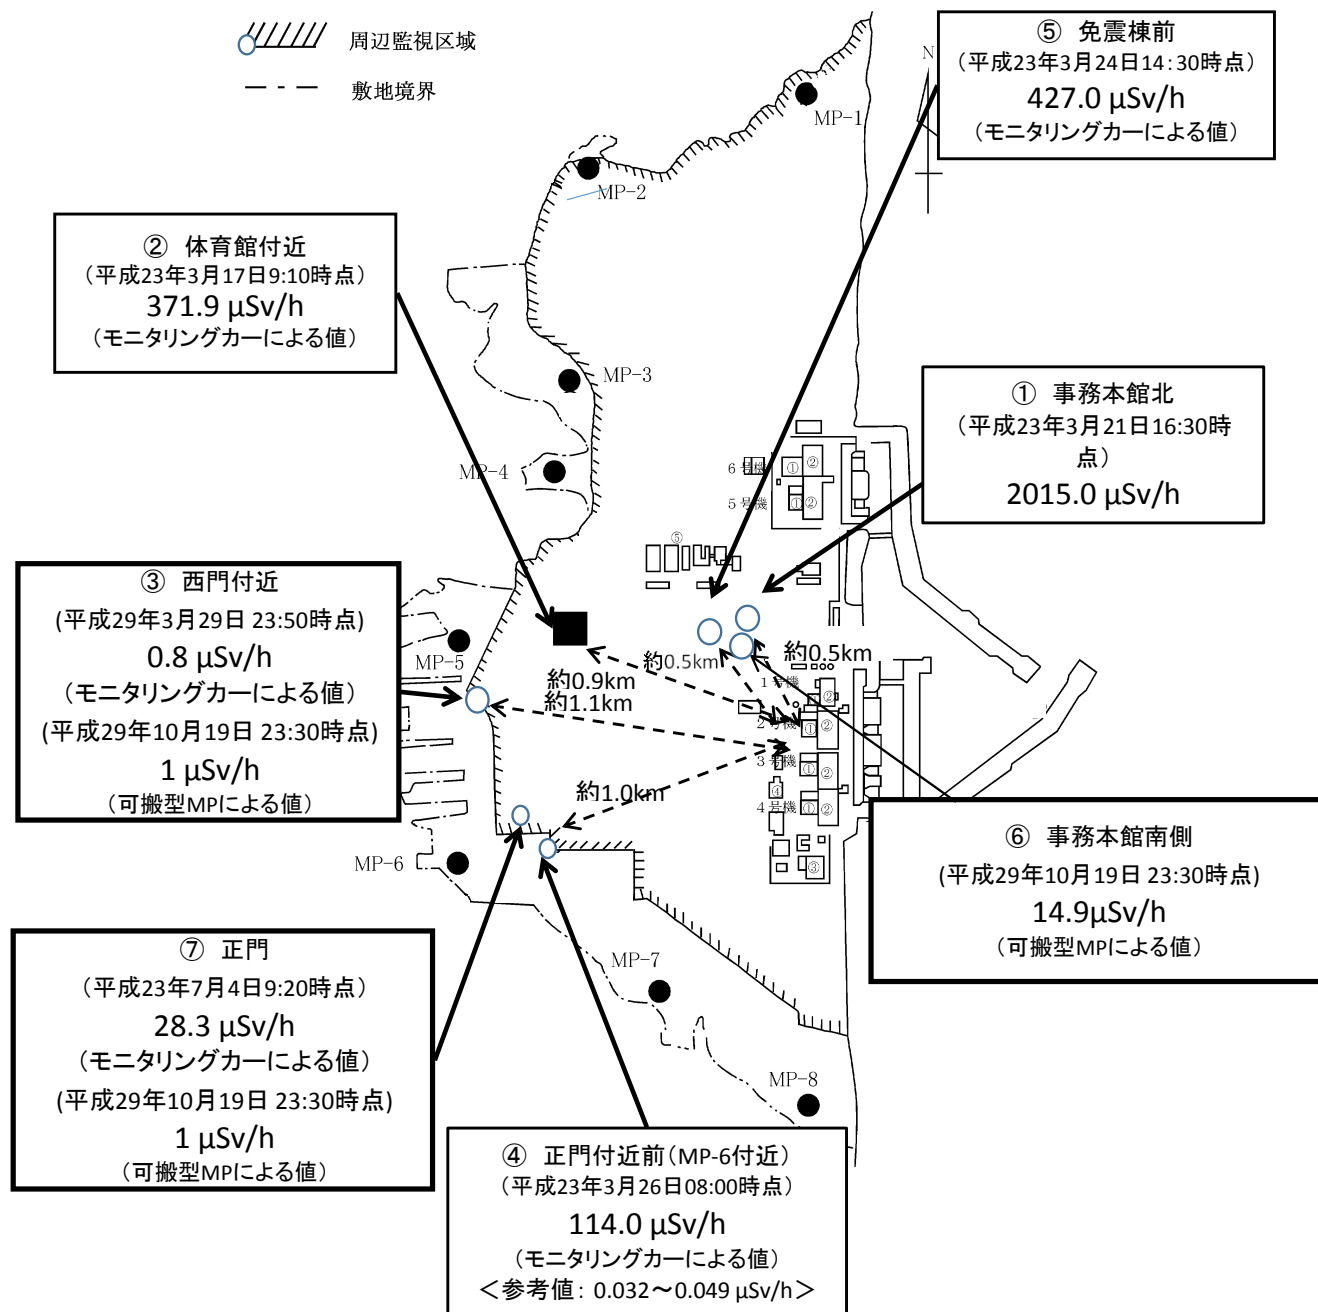 周辺監視区域
敷地境界
⑤ 免震棟前
（平成23年3月24日14:30時点）
427.0 μSv/h
（モニタリングカーによる値）
N
MP-1
MP-2
② 体育館付近
（平成23年3月17日9:10時点）
371.9 μSv/h
（モニタリングカーによる値）
MP-3
① 事務本館北
（平成23年3月21日16:30時
点）
2015.0 μSv/h
MP-4
６号機
① ②
５号機
① ②
⑤
③ 西門付近
(平成29年3月29日 23:50時点)
0.8 μSv/h
（モニタリングカーによる値）
(平成29年10月19日 23:30時点)
1 μSv/h
（可搬型MPによる値）
MP-5
約0.5km
約0.5km
約0.9km
約1.1km
１号機
②
２号機
① ②
３号機
① ②
④
４号機
① ②
③
約1.0km
MP-6
⑥ 事務本館南側
(平成29年10月19日 23:30時点)
14.9μSv/h
（可搬型MPによる値）
⑦ 正門
（平成23年7月4日9:20時点）
28.3 μSv/h
（モニタリングカーによる値）
(平成29年10月19日 23:30時点)
1 μSv/h
（可搬型MPによる値）
MP-7
MP-8
④ 正門付近前（MP-6付近）
（平成23年3月26日08:00時点）
114.0 μSv/h
（モニタリングカーによる値）
＜参考値：0.032～0.049 μSv/h＞